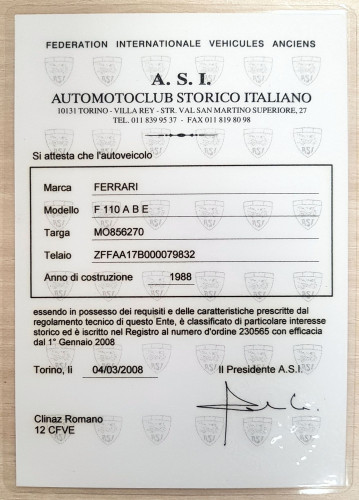 FEDERATION INTERNATIONALE VEHICULES ANCIENS
A. S. I.
AUTOMOTOCLUB STORICO ITALIANO
10131 TORINO - VILLA REY - STR. VAL SAN MARTINO SUPERIORE, 27
TEL. 011 839 95 37 - FAX 011 819 80 98
Si attesta che l'autoveicolo
Marca FERRARI
Modello F 110 A B E
Targa MO856270
Telaio ZFFAA17B000079832
Anno di costruzione 1988
essendo in possesso dei requisiti e delle caratteristiche prescritte dal
regolamento tecnico di questo Ente, è classificato di particolare interesse
storico ed è iscritto nel Registro al numero d'ordine 230565 con efficacia
dal 1° Gennaio 2008
Torino, lì 04/03/2008 Il Presidente A.S.I.
Clinaz Romano
12 CFVE